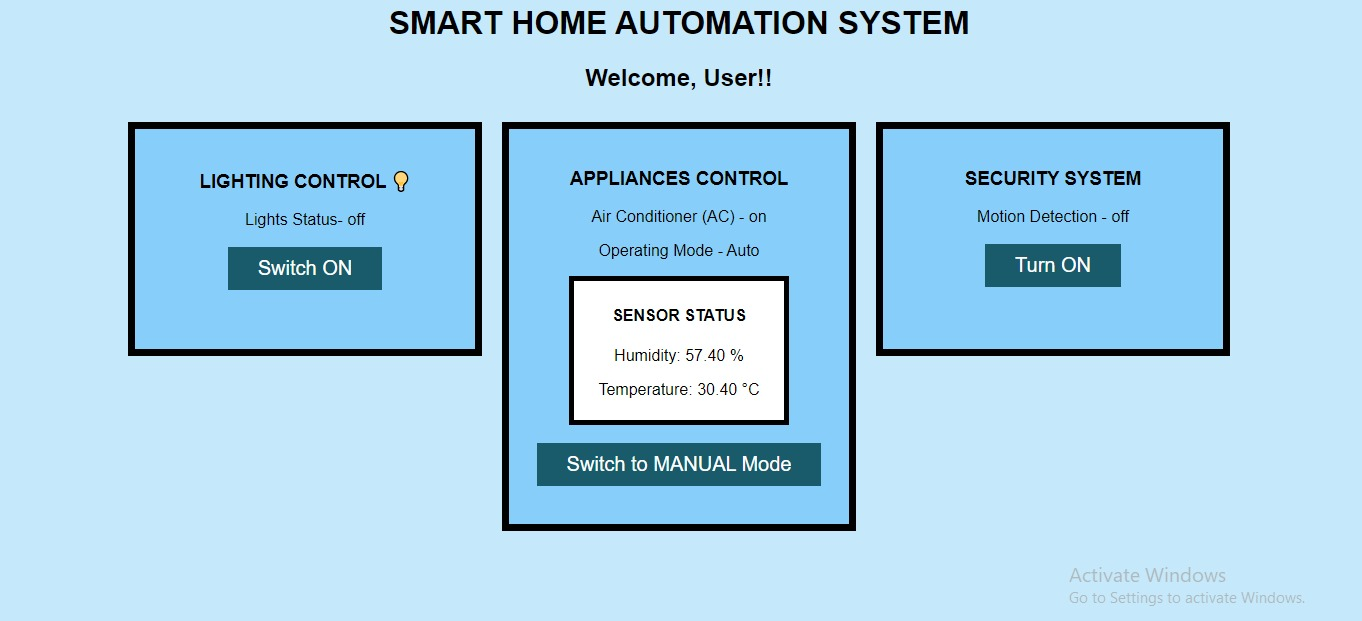 SMART HOME AUTOMATION SYSTEM
Welcome, User!!
LIGHTING CONTROL
Lights Status- off
Switch ON
APPLIANCES CONTROL
Air Conditioner (AC) - on
Operating Mode - Auto
SENSOR STATUS
Humidity: 57.40 %
Temperature: 30.40 °C
Switch to MANUAL Mode
SECURITY SYSTEM
Motion Detection - off
Turn ON
Activate Windows
Go to Settings to activate Windows.